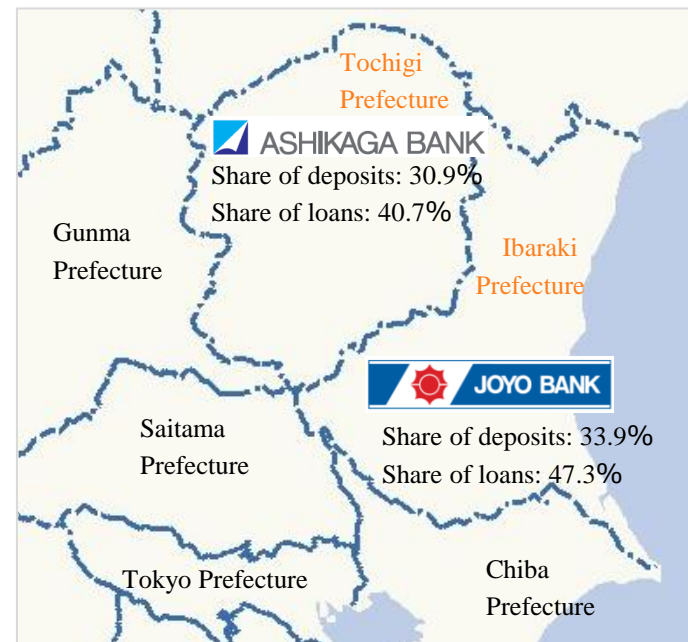 Tochigi
Prefecture
ASHIKAGA BANK
Share of deposits: 30.9%
Share of loans: 40.7%
Gunma
Prefecture
Ibaraki
Prefecture
JOYO BANK
Share of deposits: 33.9%
Share of loans: 47.3%
Saitama
Prefecture
Tokyo Prefecture
Chiba
Prefecture